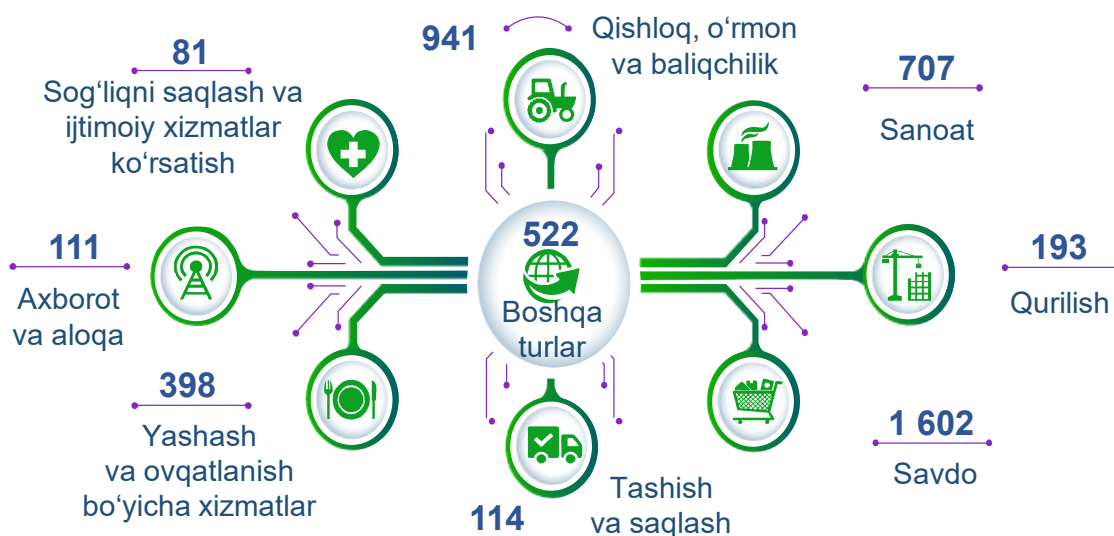 941
Qishloq, o‘rmon
va baliqchilik
81
Sog‘liqni saqlash va
ijtimoiy xizmatlar
ko‘rsatish
707
Sanoat
111
Axborot
va aloqa
522
Boshqa
turlar
193
Qurilish
398
Yashash
va ovqatlanish
bo‘yicha xizmatlar
114
Tashish
va saqlash
1 602
Savdo